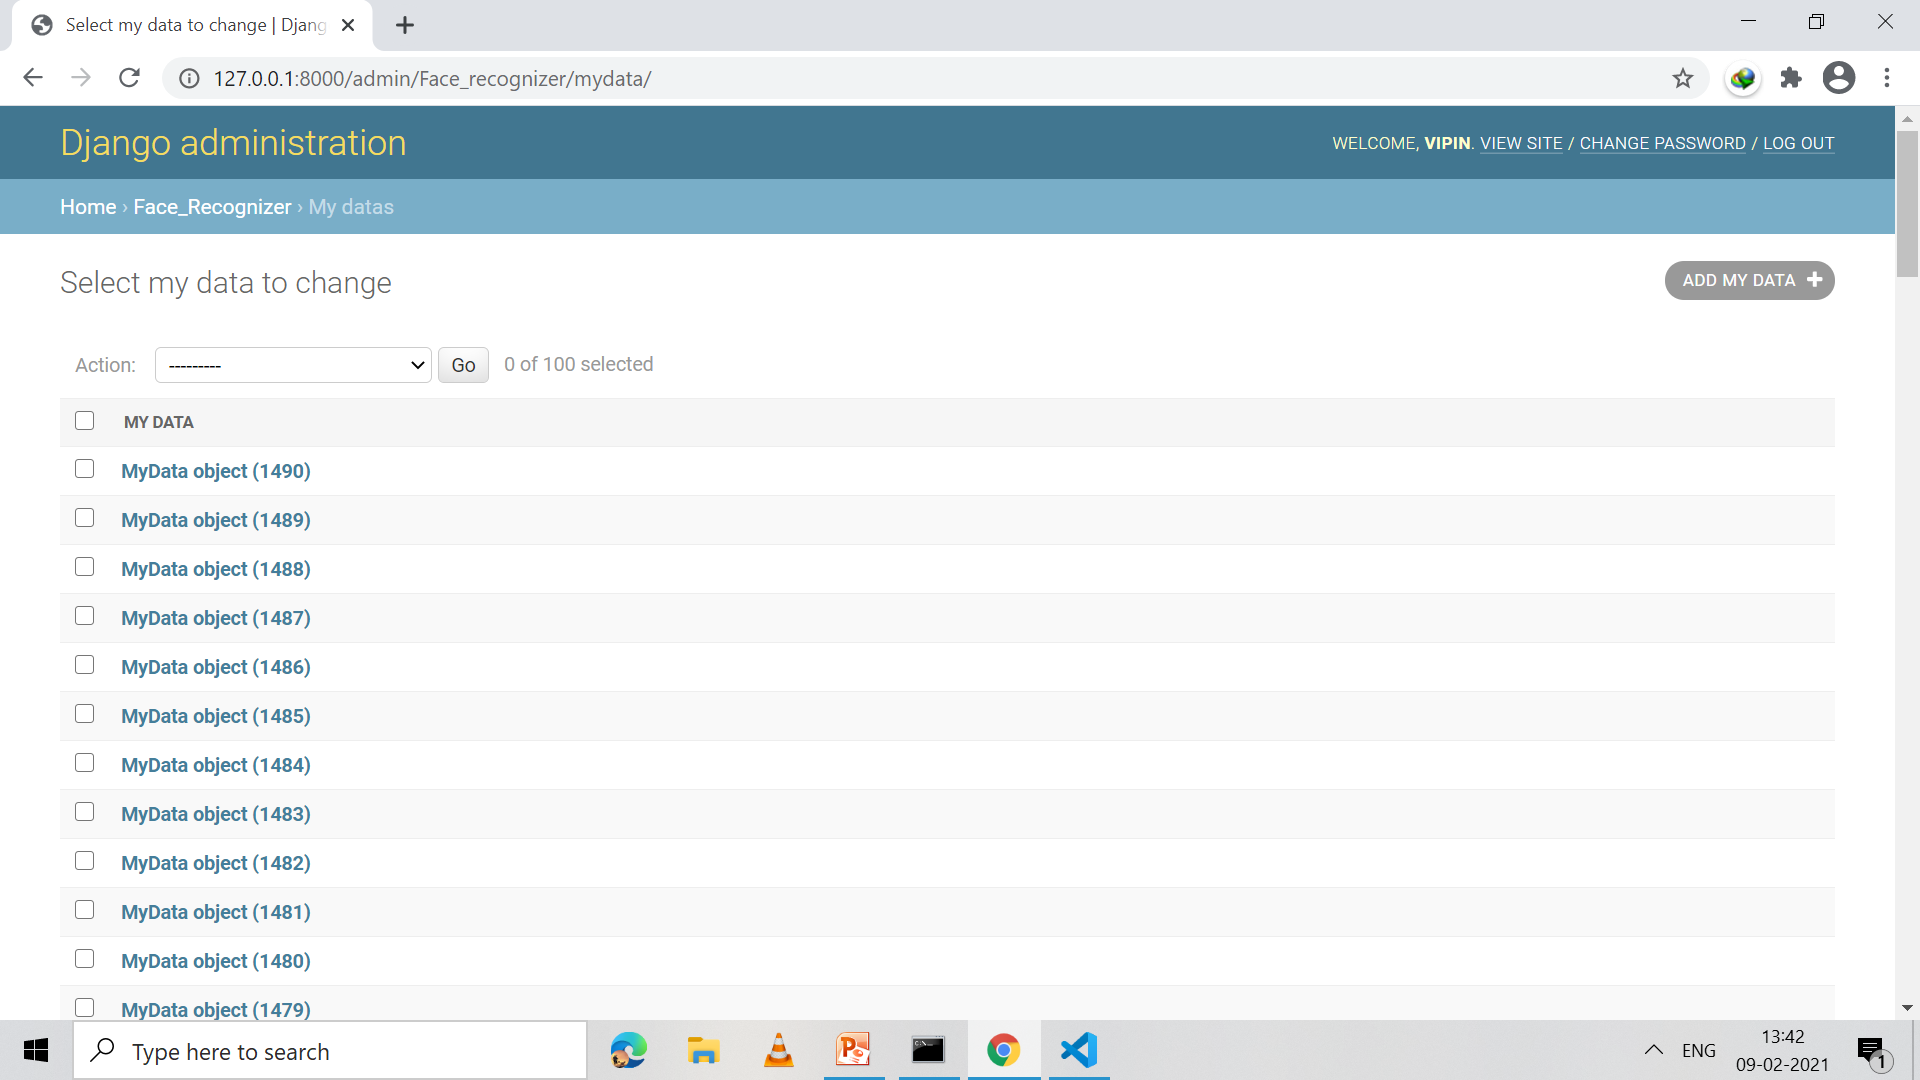 Select my data to change | Djang
127.0.0.1:8000/admin/Face_recognizer/mydata/
Django administration
WELCOME, VIPIN. VIEW SITE / CHANGE PASSWORD / LOG OUT
Home › Face_Recognizer › My datas
Select my data to change
ADD MY DATA +
Action: --------- Go 0 of 100 selected
MY DATA
MyData object (1490)
MyData object (1489)
MyData object (1488)
MyData object (1487)
MyData object (1486)
MyData object (1485)
MyData object (1484)
MyData object (1483)
MyData object (1482)
MyData object (1481)
MyData object (1480)
MyData object (1479)
Type here to search
ENG
13:42
09-02-2021
1